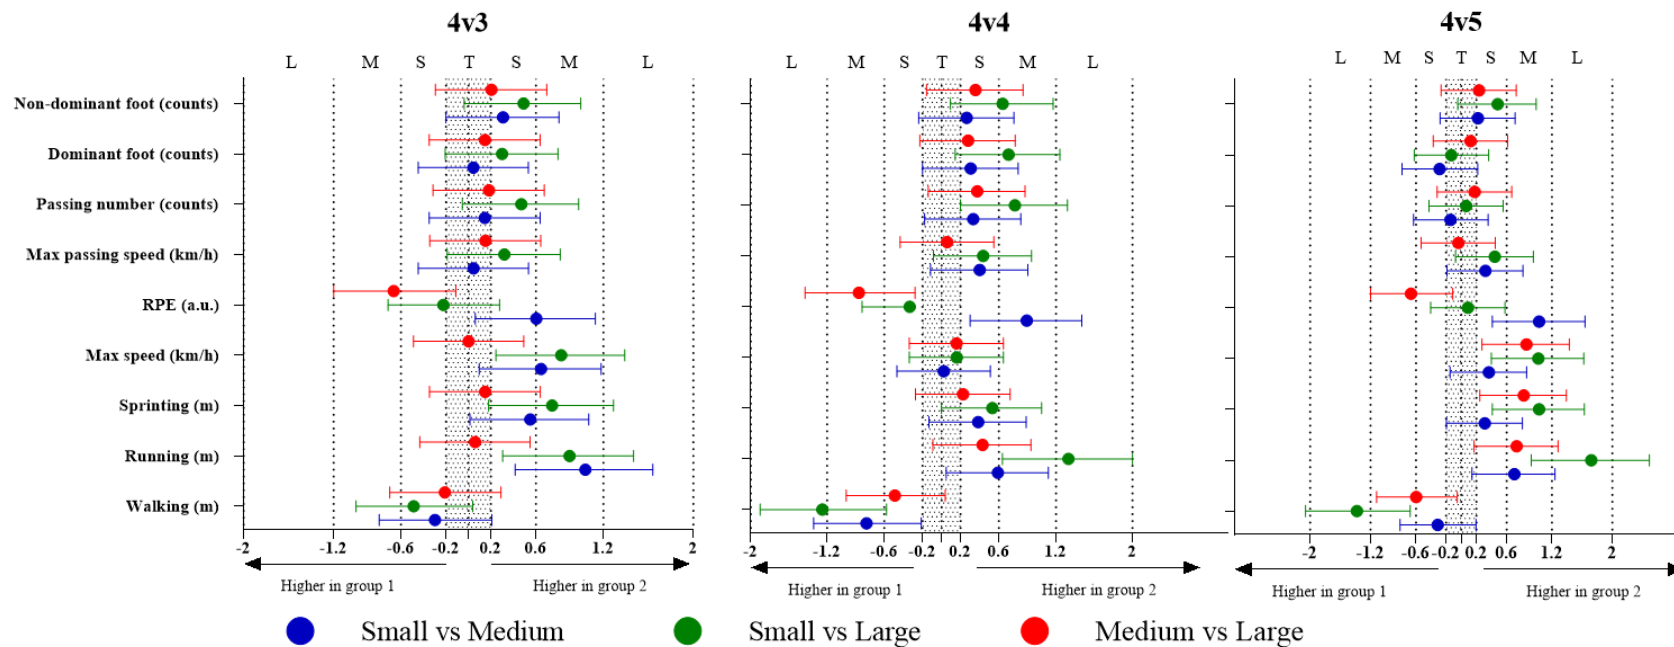 4v3 4v4 4v5
L M S T S M L L M S T S M L L M S T S M L
Non-dominant foot (counts)
Dominant foot (counts)
Passing number (counts)
Max passing speed (km/h)
RPE (a.u.)
Max speed (km/h)
Sprinting (m)
Running (m)
Walking (m)
-2 -1.2 -0.6 -0.2 0.2 0.6 1.2 2 -2 -1.2 -0.6 -0.2 0.2 0.6 1.2 2 -2 -1.2 -0.6 -0.2 0.2 0.6 1.2 2
Higher in group 1 Higher in group 2 Higher in group 1 Higher in group 2 Higher in group 1 Higher in group 2
Small vs Medium Small vs Large Medium vs Large